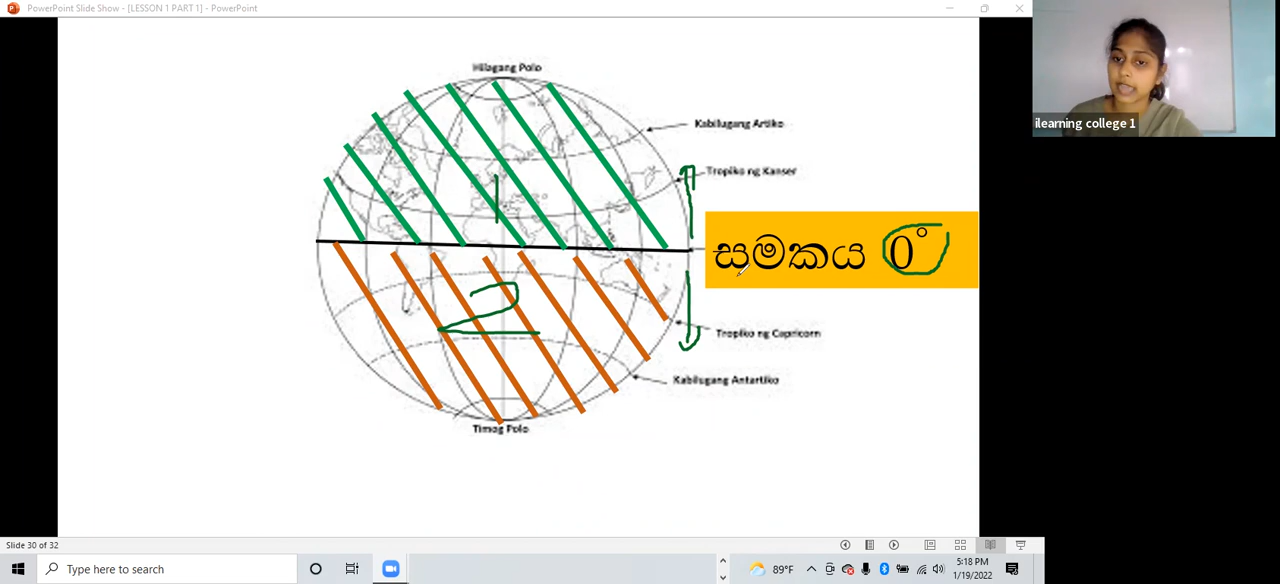 PowerPoint Slide Show - [LESSON 1 PART 1] - PowerPoint
ilearning college 1
Hilagang Polo
Kabilugang Artiko
Tropiko ng Kanser
1
සමකය 0°
2
Tropiko ng Capricorn
Kabilugang Antartiko
Timog Polo
Slide 30 of 32
Type here to search
89°F
5:18 PM
1/19/2022